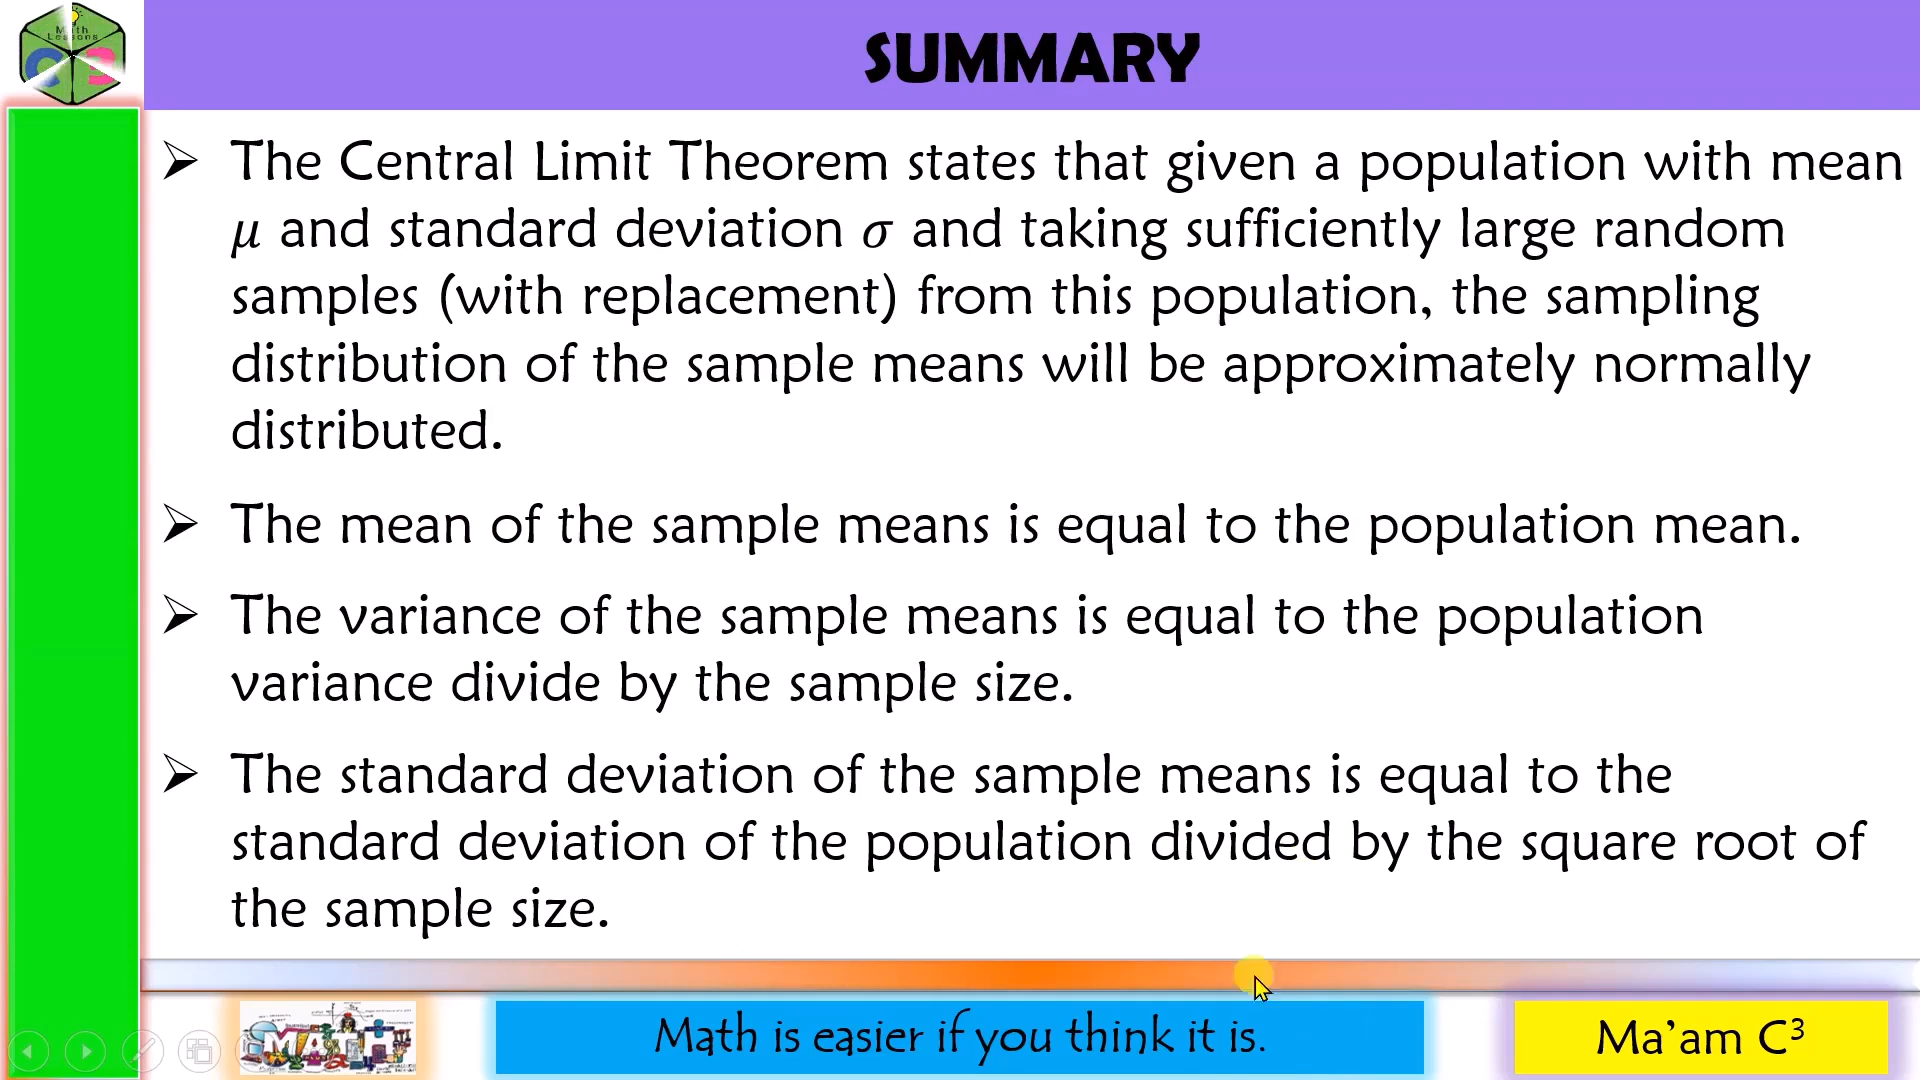 Math
Lessons
SUMMARY
➢ The Central Limit Theorem states that given a population with mean
μ and standard deviation σ and taking sufficiently large random
samples (with replacement) from this population, the sampling
distribution of the sample means will be approximately normally
distributed.
➢ The mean of the sample means is equal to the population mean.
➢ The variance of the sample means is equal to the population
variance divide by the sample size.
➢ The standard deviation of the sample means is equal to the
standard deviation of the population divided by the square root of
the sample size.
MATH
Math is easier if you think it is.
Ma’am C³